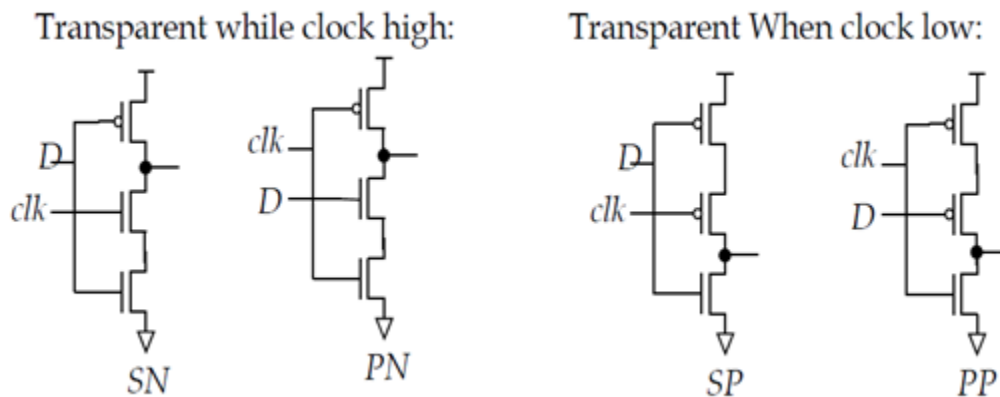 Transparent while clock high:
Transparent When clock low:
D
clk
SN
clk
D
PN
D
clk
SP
clk
D
PP